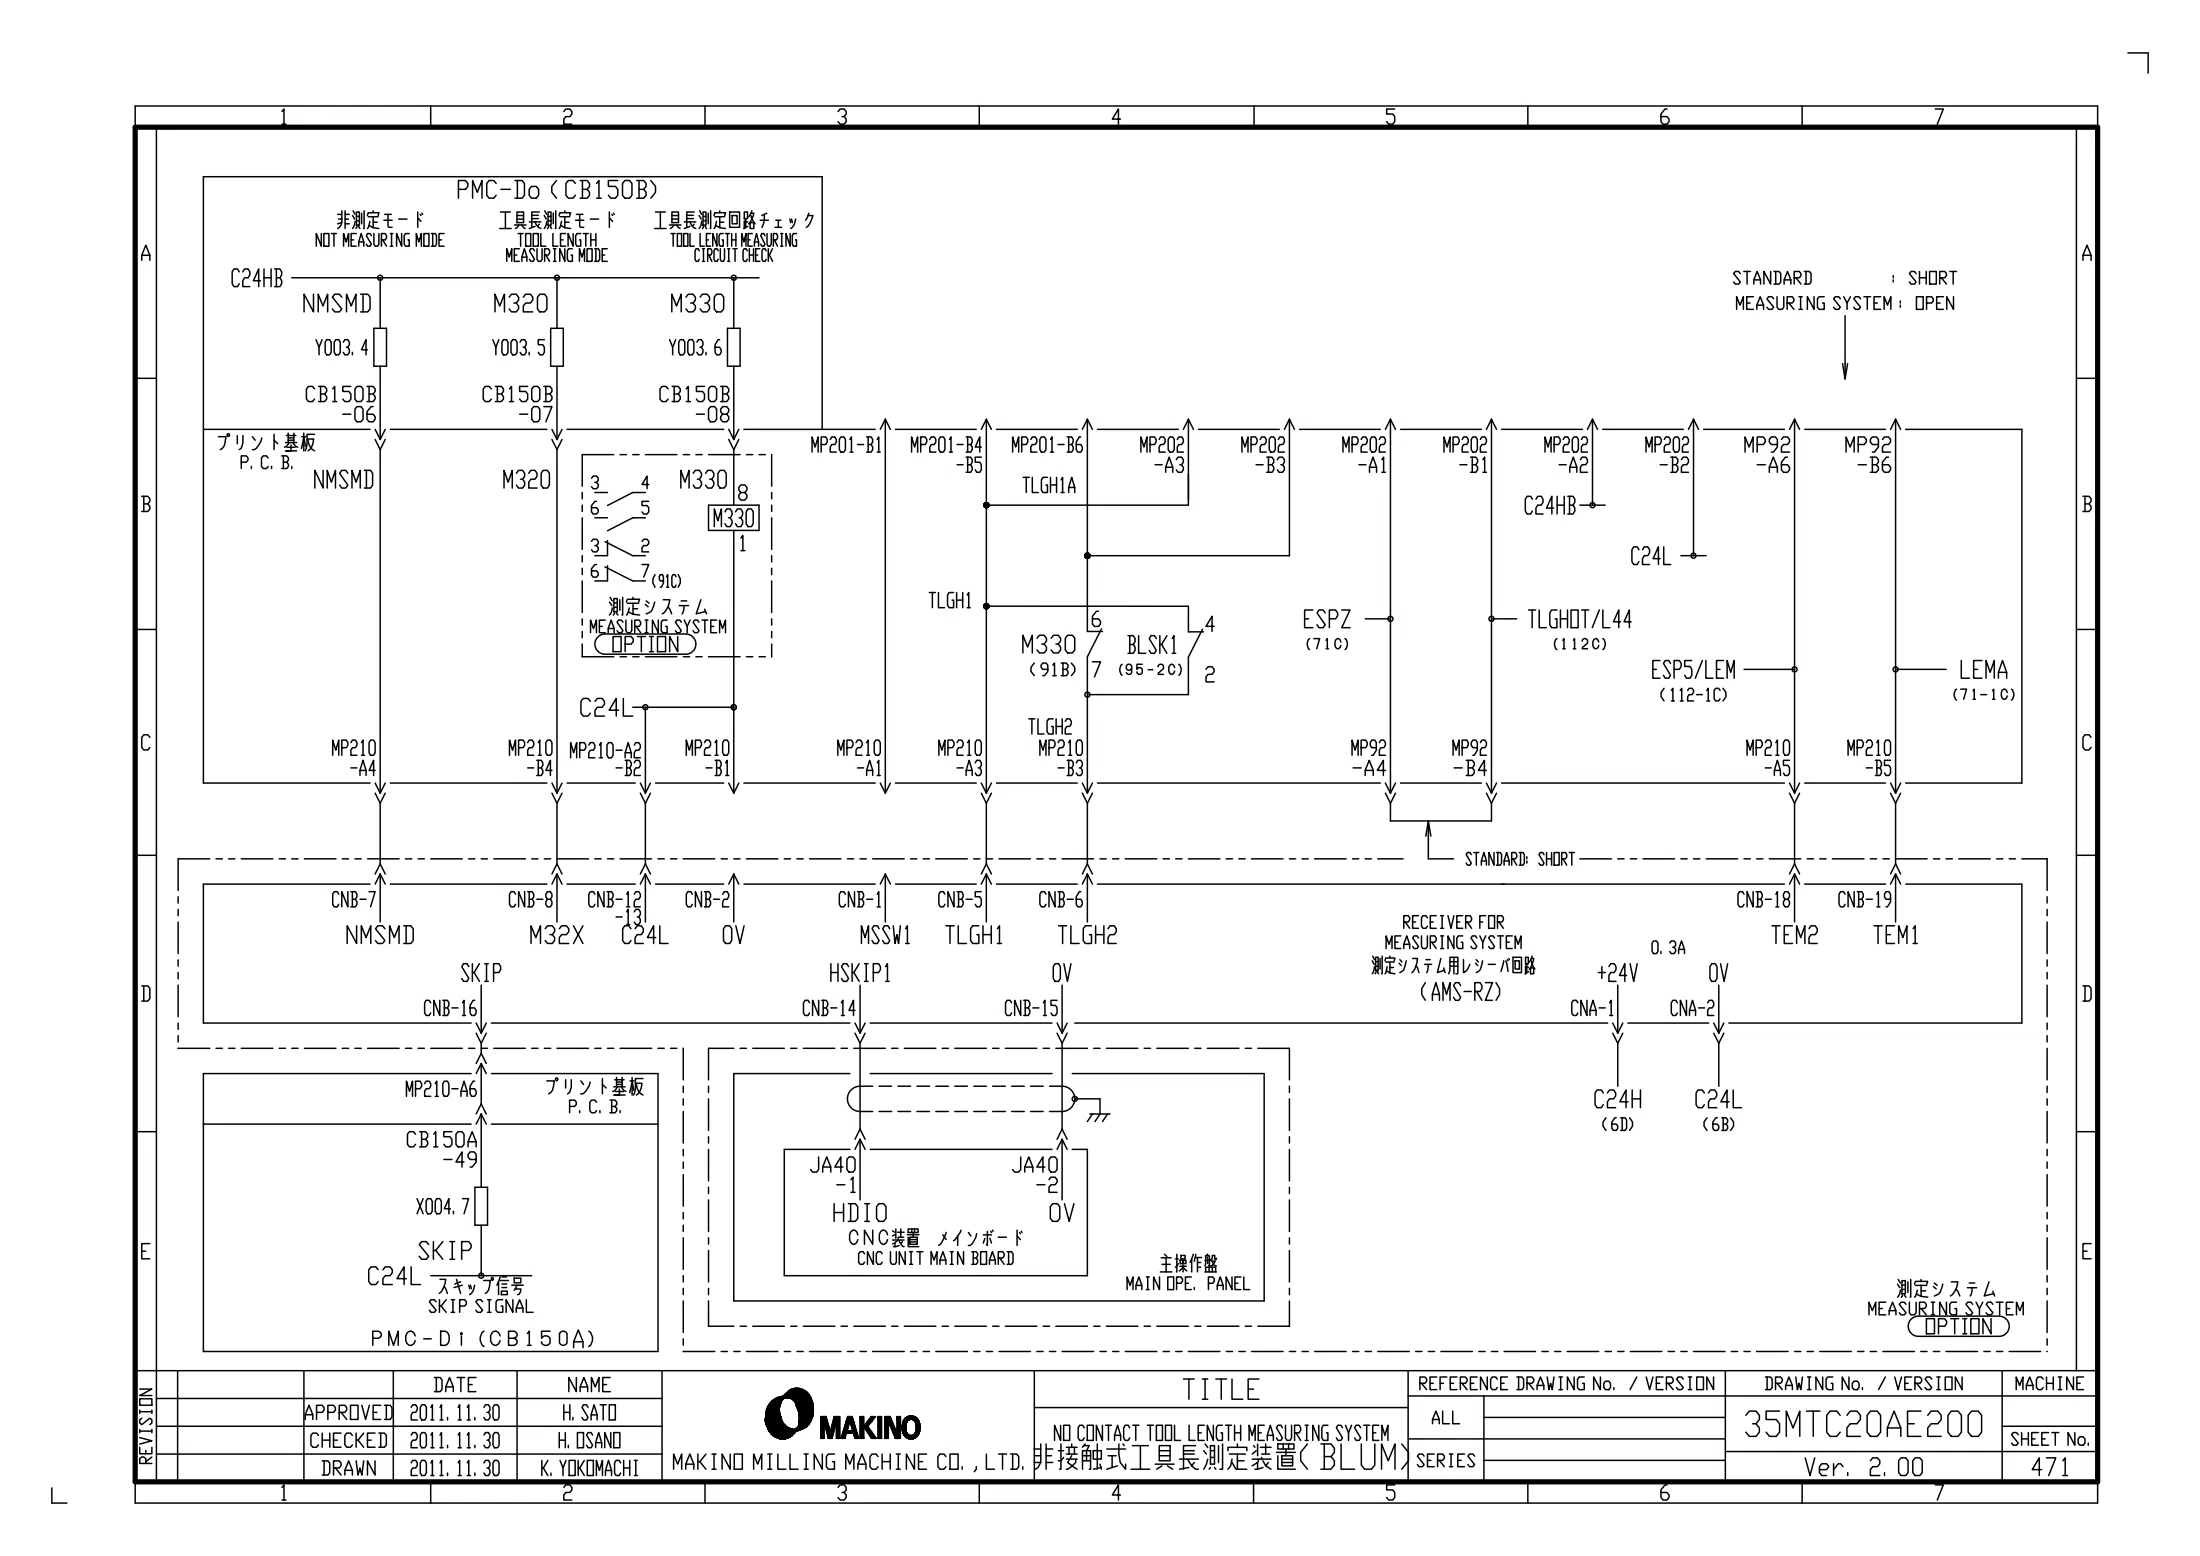 1 2 3 4 5 6 7
A A
B B
C C
D D
E E
PMC-Do (CB150B)
非測定モード
NOT MEASURING MODE
工具長測定モード
TOOL LENGTH
MEASURING MODE
工具長測定回路チェック
TOOL LENGTH MEASURING
CIRCUIT CHECK
C24HB
NMSMD M320 M330
Y003.4 Y003.5 Y003.6
CB150B CB150B CB150B
-06 -07 -08
STANDARD : SHORT
MEASURING SYSTEM : OPEN
プリント基板
P.C.B.
MP201-B1
MP201-B4
-B5
MP201-B6
MP202
-A3
MP202
-B3
MP202
-A1
MP202
-B1
MP202
-A2
MP202
-B2
MP92
-A6
MP92
-B6
NMSMD M320 M330
3 4
6 5
3 2
6 7 (91C)
8
M330
1
測定システム
MEASURING SYSTEM
OPTION
TLGH1A
C24HB
C24L
TLGH1
6
M330
(91B) 7
BLSK1
(95-2C)
4
2
ESPZ
(71C)
TLGHOT/L44
(112C)
ESP5/LEM
(112-1C)
LEMA
(71-1C)
C24L
TLGH2
MP210
-A4
MP210
-B4
MP210-A2
-B2
MP210
-B1
MP210
-A1
MP210
-A3
MP210
-B3
MP92
-A4
MP92
-B4
MP210
-A5
MP210
-B5
STANDARD: SHORT
CNB-7 CNB-8 CNB-12 CNB-2 CNB-1 CNB-5 CNB-6 CNB-18 CNB-19
-13
NMSMD M32X C24L 0V MSSW1 TLGH1 TLGH2 TEM2 TEM1
RECEIVER FOR
MEASURING SYSTEM
測定システム用レシーバ回路
(AMS-RZ)
0.3A
SKIP HSKIP1 0V +24V 0V
CNB-16 CNB-14 CNB-15 CNA-1 CNA-2
C24H C24L
(6D) (6B)
MP210-A6
プリント基板
P.C.B.
CB150A
-49
X004.7
SKIP
C24L
スキップ信号
SKIP SIGNAL
PMC-Di (CB150A)
JA40 JA40
-1 -2
HDIO 0V
CNC装置 メインボード
CNC UNIT MAIN BOARD
主操作盤
MAIN OPE. PANEL
測定システム
MEASURING SYSTEM
OPTION
REVISION
DATE NAME
APPROVED 2011.11.30 H.SATO
CHECKED 2011.11.30 H.OSANO
DRAWN 2011.11.30 K.YOKOMACHI
MAKINO
MAKINO MILLING MACHINE CO.,LTD.
TITLE
NO CONTACT TOOL LENGTH MEASURING SYSTEM
非接触式工具長測定装置(BLUM)
REFERENCE DRAWING No. / VERSION
ALL
SERIES
DRAWING No. / VERSION
35MTC20AE200
Ver. 2.00
MACHINE
SHEET No.
471
1 2 3 4 5 6 7